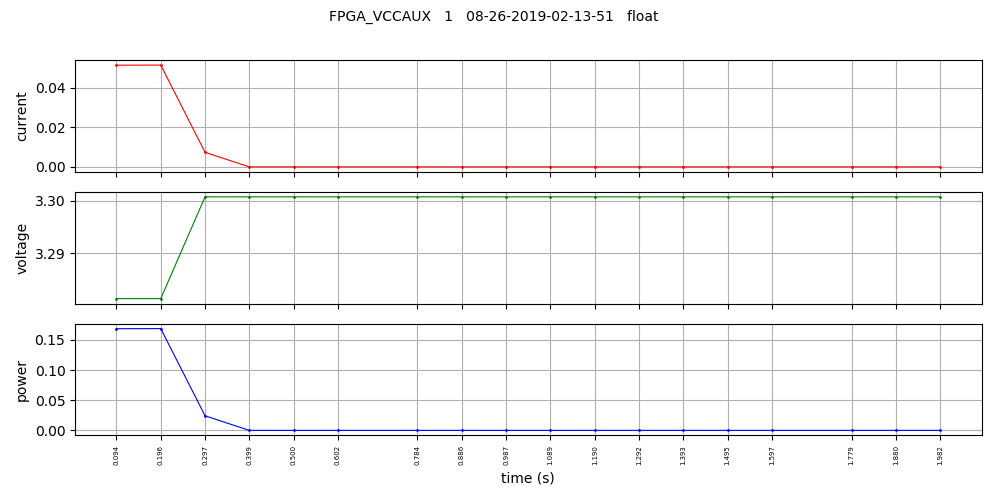 FPGA_VCCAUX 1 08-26-2019-02-13-51 float
0.04
0.02
0.00
current
3.30
3.29
voltage
0.15
0.10
0.05
0.00
power
0.094 0.196 0.297 0.399 0.500 0.602 0.784 0.886 0.987 1.089 1.190 1.292 1.393 1.495 1.597 1.779 1.880 1.982
time (s)